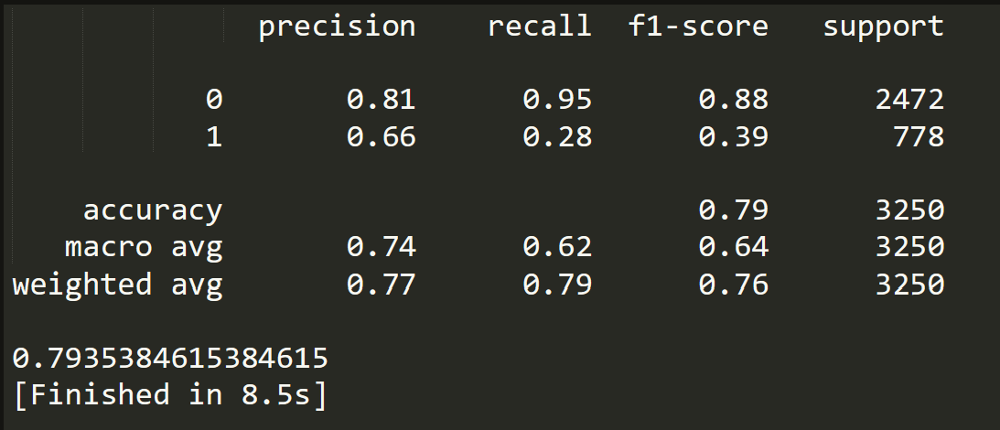 precision recall f1-score support
0 0.81 0.95 0.88 2472
1 0.66 0.28 0.39 778
accuracy 0.79 3250
macro avg 0.74 0.62 0.64 3250
weighted avg 0.77 0.79 0.76 3250
0.7935384615384615
[Finished in 8.5s]